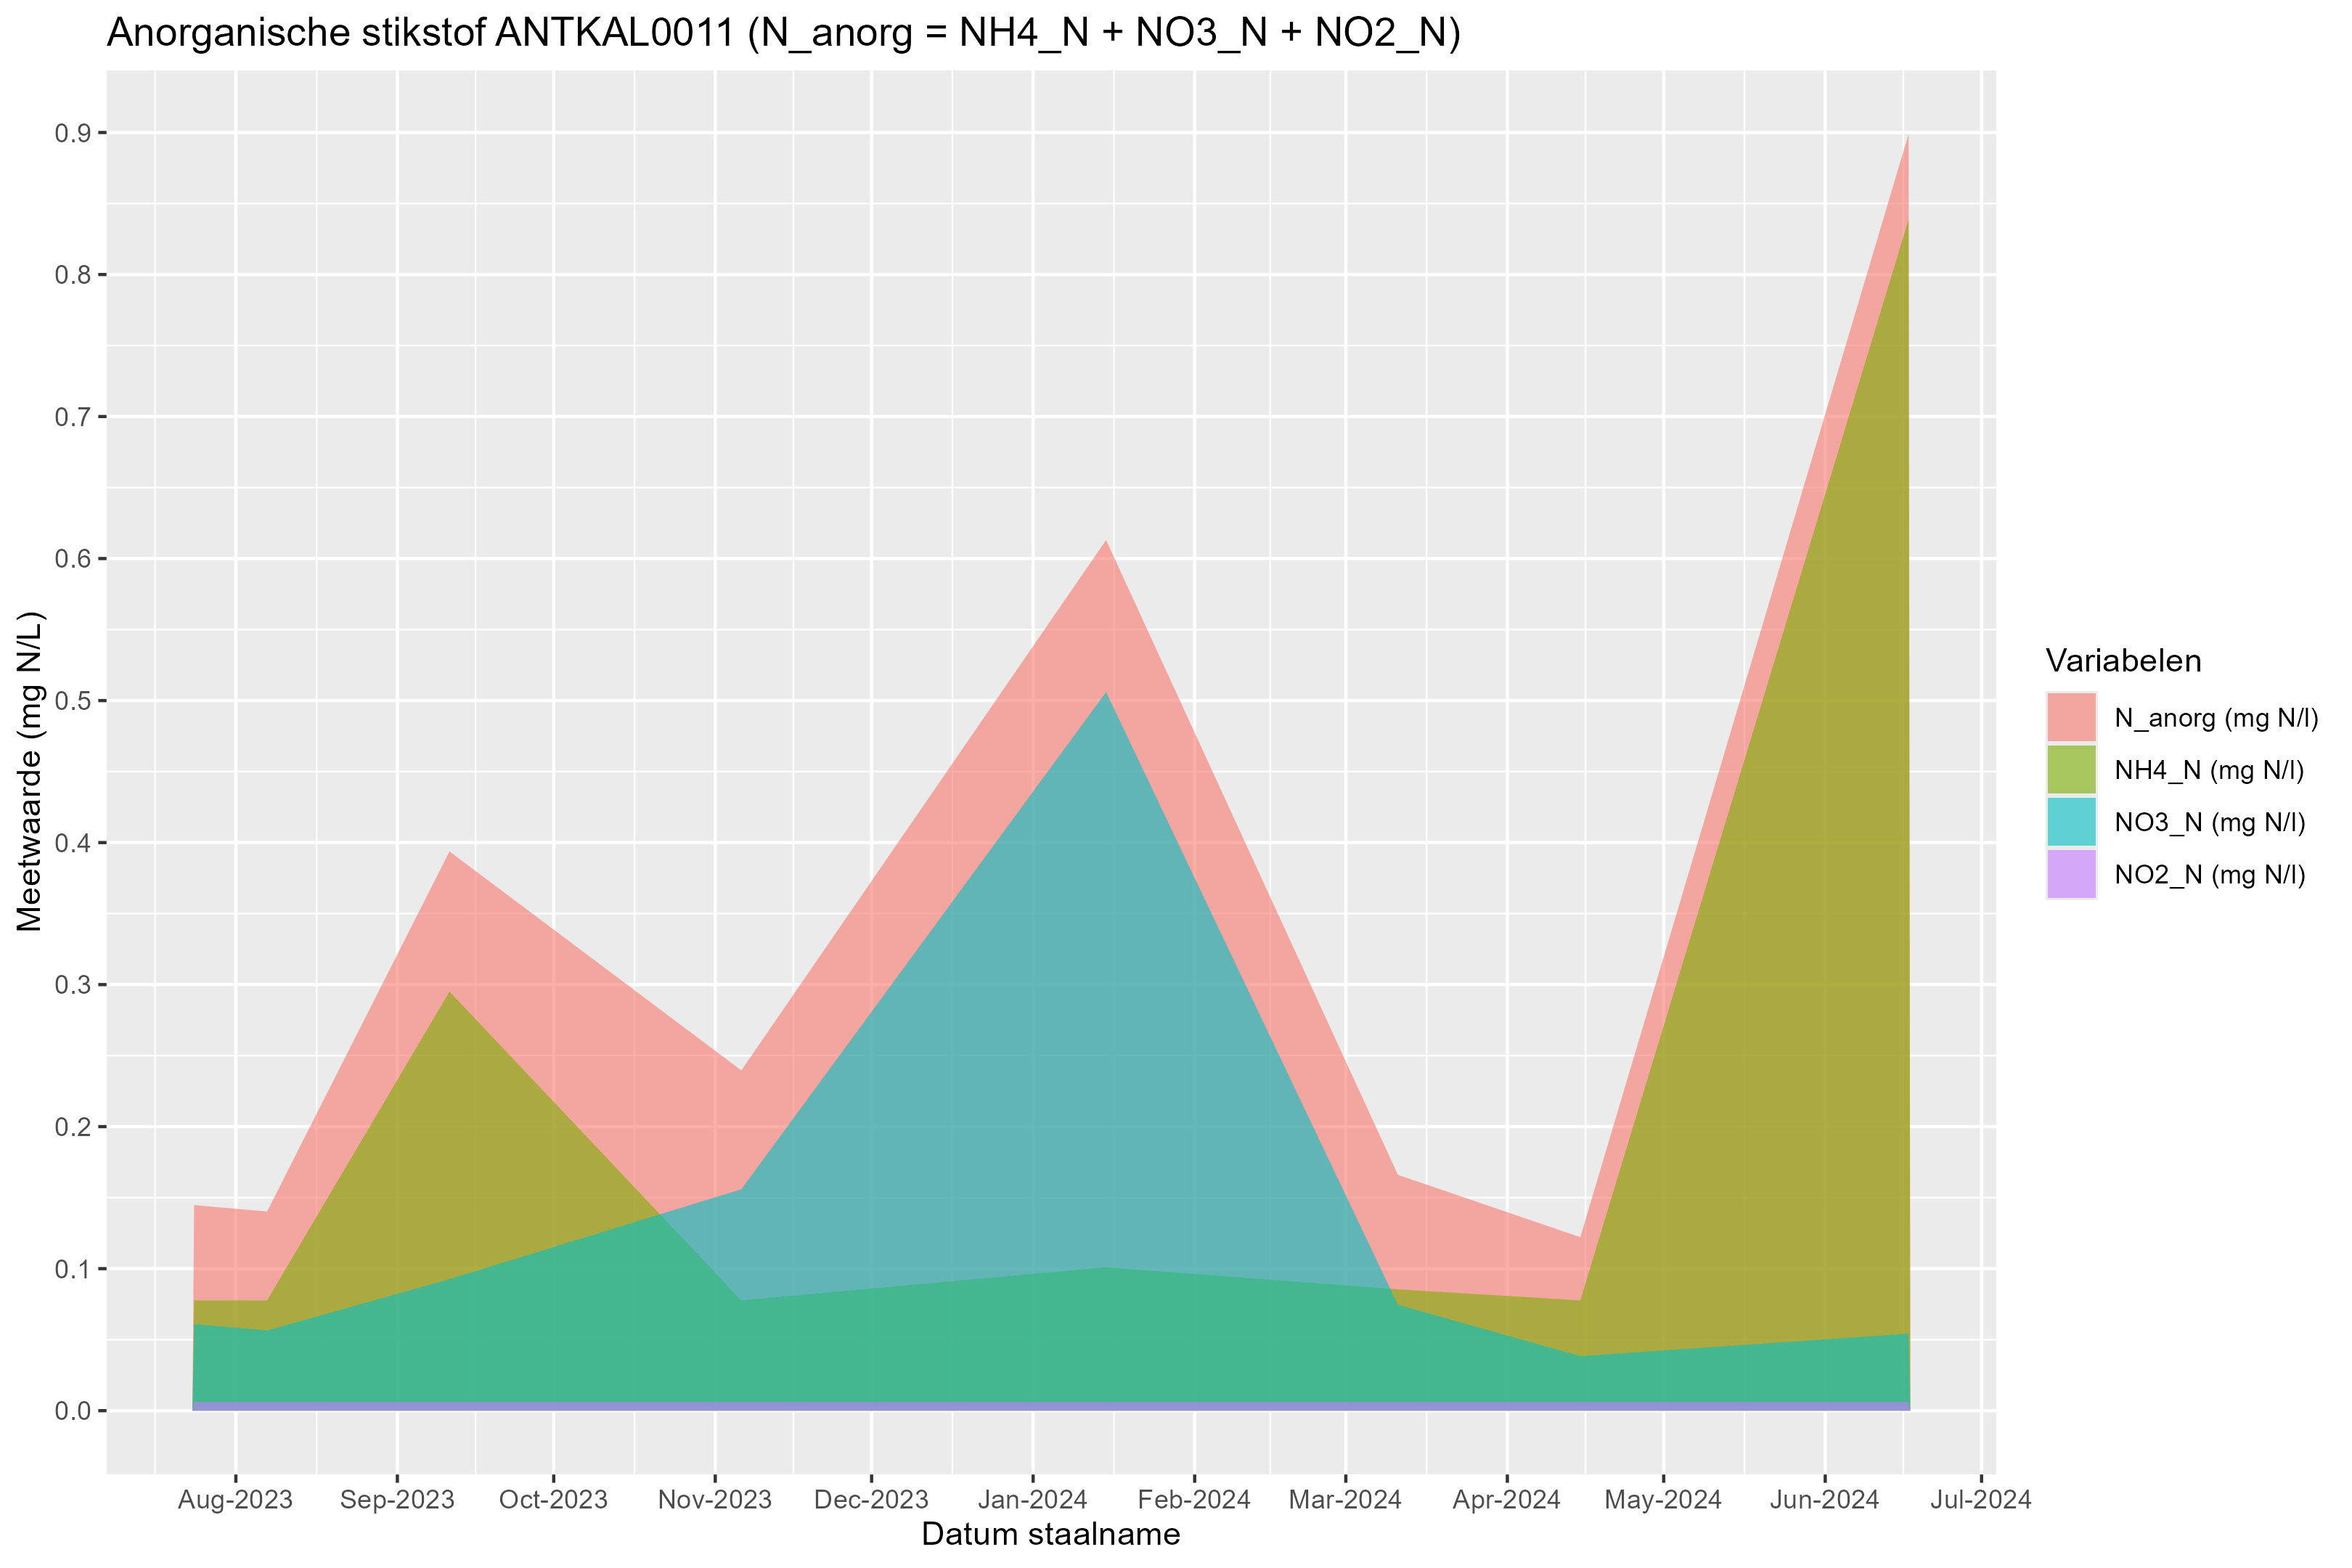 Anorganische stikstof ANTKAL0011 (N_anorg = NH4_N + NO3_N + NO2_N)
Meetwaarde (mg N/L)
0.9
0.8
0.7
0.6
0.5
0.4
0.3
0.2
0.1
0.0
Aug-2023 Sep-2023 Oct-2023 Nov-2023 Dec-2023 Jan-2024 Feb-2024 Mar-2024 Apr-2024 May-2024 Jun-2024 Jul-2024
Datum staalname
Variabelen
N_anorg (mg N/l)
NH4_N (mg N/l)
NO3_N (mg N/l)
NO2_N (mg N/l)